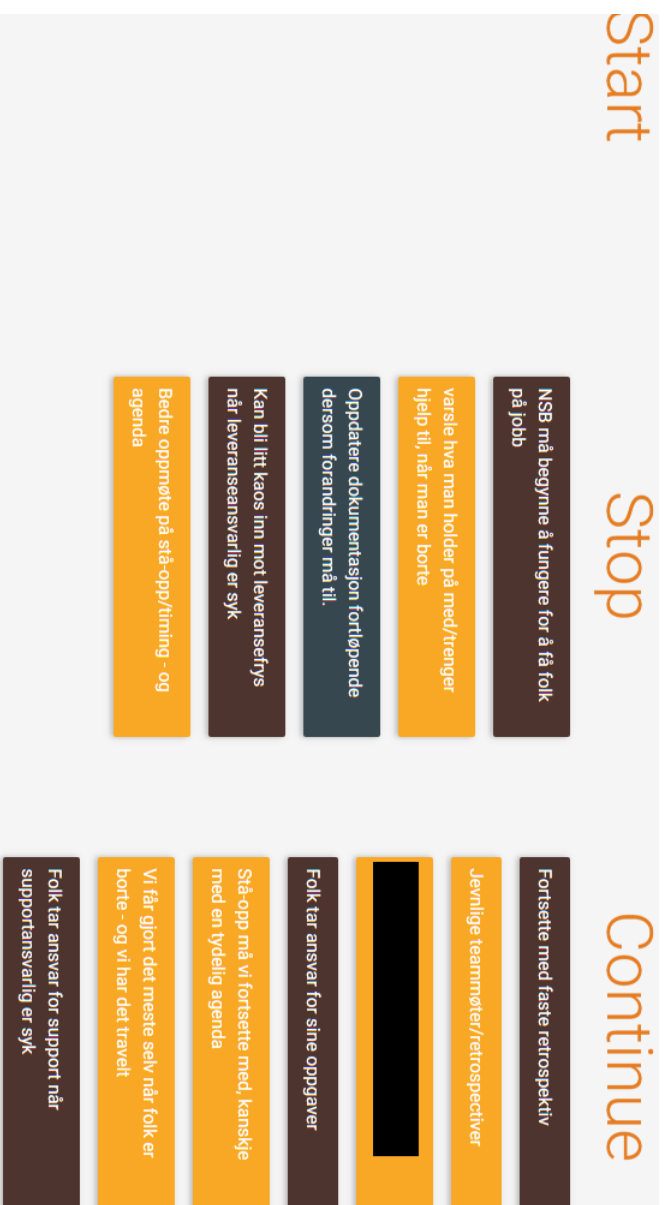 Start
Stop
NSB må begynne å fungere for å få folk
på jobb
varsle hva man holder på med/trenger
hjelp til, når man er borte
Oppdatere dokumentasjon fortløpende
dersom forandringer må til.
Kan bli litt kaos inn mot leveransefrys
når leveranseansvarlig er syk
Bedre oppmøte på stå-opp/timing - og
agenda
Continue
Fortsette med faste retrospektiv
Jevnlige teammøter/retrospectiver
Folk tar ansvar for sine oppgaver
Stå-opp må vi fortsette med, kanskje
med en tydelig agenda
Vi får gjort det meste selv når folk er
borte - og vi har det travelt
Folk tar ansvar for support når
supportansvarlig er syk